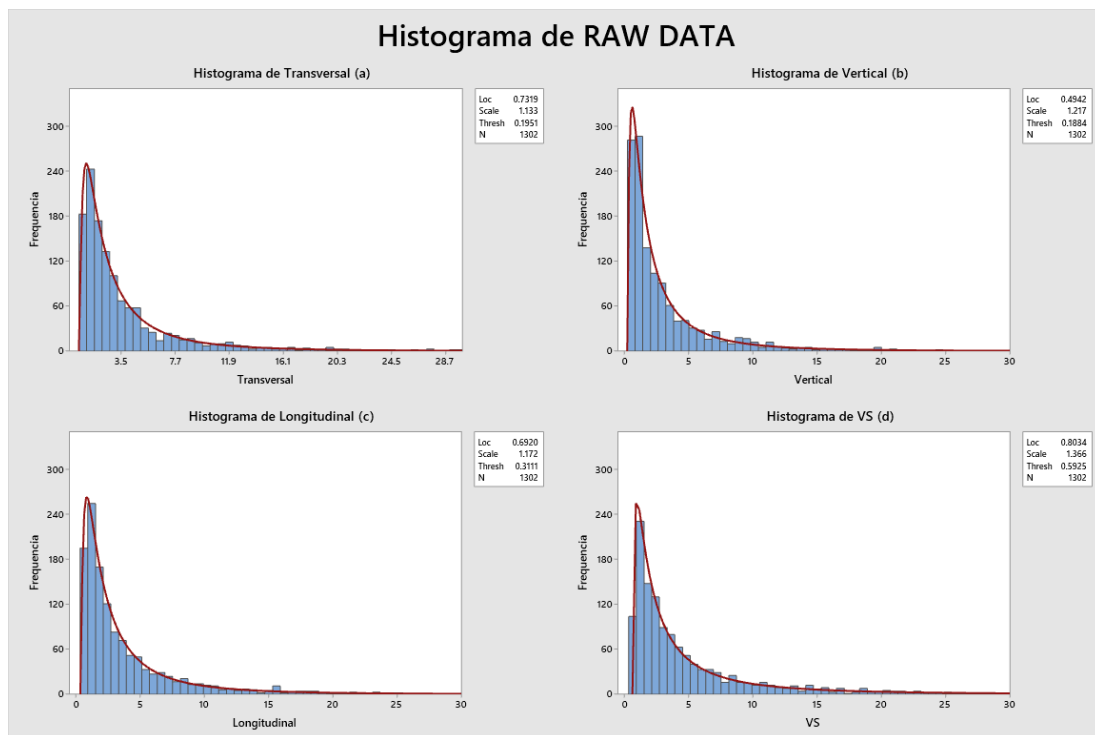 Histograma de RAW DATA
Histograma de Transversal (a)
Loc 0.7319
Scale 1.133
Thresh 0.1951
N 1302
Frequencia
300
240
180
120
60
0
3.5 7.7 11.9 16.1 20.3 24.5 28.7
Transversal
Histograma de Vertical (b)
Loc 0.4942
Scale 1.217
Thresh 0.1884
N 1302
Frequencia
300
240
180
120
60
0
0 5 10 15 20 25 30
Vertical
Histograma de Longitudinal (c)
Loc 0.6920
Scale 1.172
Thresh 0.3111
N 1302
Frequencia
300
240
180
120
60
0
0 5 10 15 20 25 30
Longitudinal
Histograma de VS (d)
Loc 0.8034
Scale 1.366
Thresh 0.5925
N 1302
Frequencia
300
240
180
120
60
0
0 5 10 15 20 25 30
VS